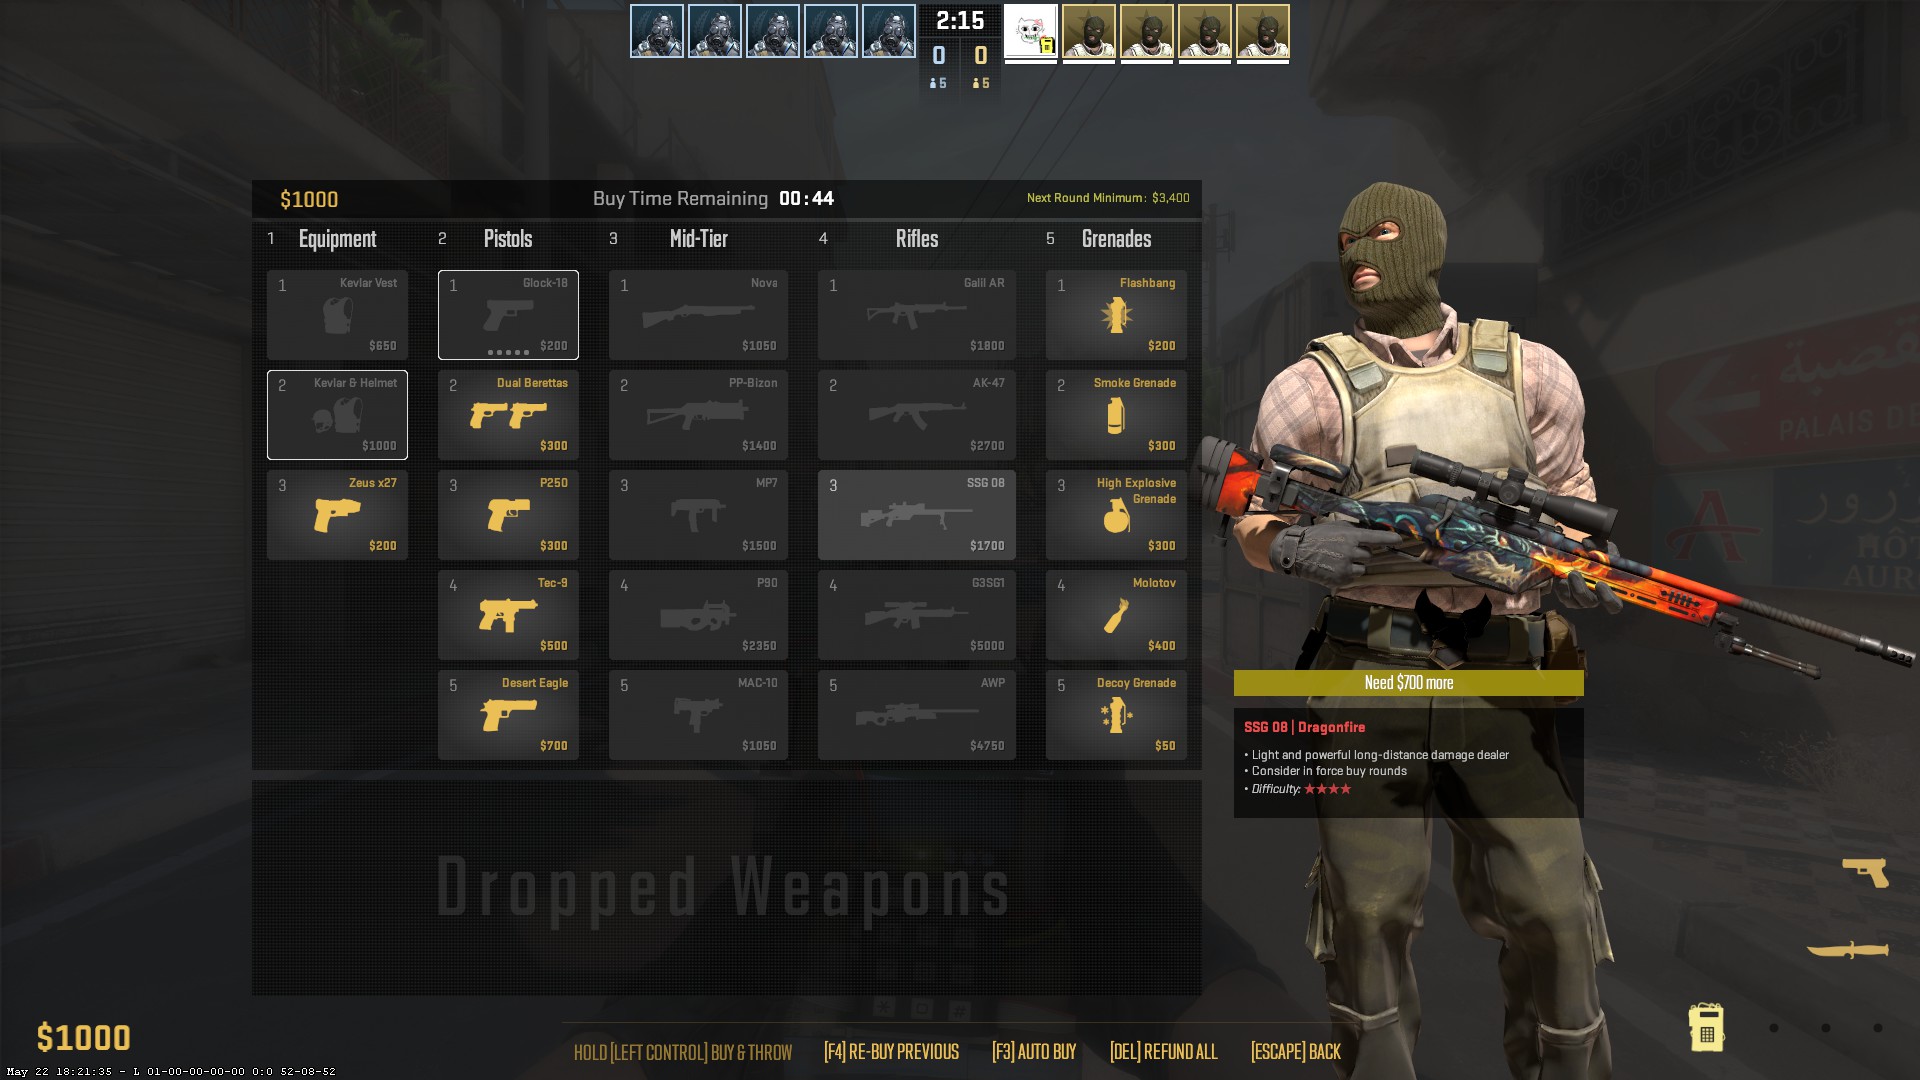 2:15
0 0
5 5
$1000
Buy Time Remaining 00:44
Next Round Minimum: $3,400
1 Equipment
1 Kevlar Vest
$650
2 Kevlar & Helmet
$1000
3 Zeus x27
$200
2 Pistols
1 Glock-18
$200
2 Dual Berettas
$300
3 P250
$300
4 Tec-9
$500
5 Desert Eagle
$700
3 Mid-Tier
1 Nova
$1050
2 PP-Bizon
$1400
3 MP7
$1500
4 P90
$2350
5 MAC-10
$1050
4 Rifles
1 Galil AR
$1800
2 AK-47
$2700
3 SSG 08
$1700
4 G3SG1
$5000
5 AWP
$4750
5 Grenades
1 Flashbang
$200
2 Smoke Grenade
$300
3 High Explosive
Grenade
$300
4 Molotov
$400
5 Decoy Grenade
$50
PALAIS DE
A
HÔT
AUR
Need $700 more
SSG 08 | Dragonfire
• Light and powerful long-distance damage dealer
• Consider in force buy rounds
• Difficulty: ★★★★
Dropped Weapons
$1000
HOLD [LEFT CONTROL] BUY & THROW
[F4] RE-BUY PREVIOUS
[F3] AUTO BUY
[DEL] REFUND ALL
[ESCAPE] BACK
May 22 18:21:35 - L 01-00-00-00-00 0:0 52-08-52